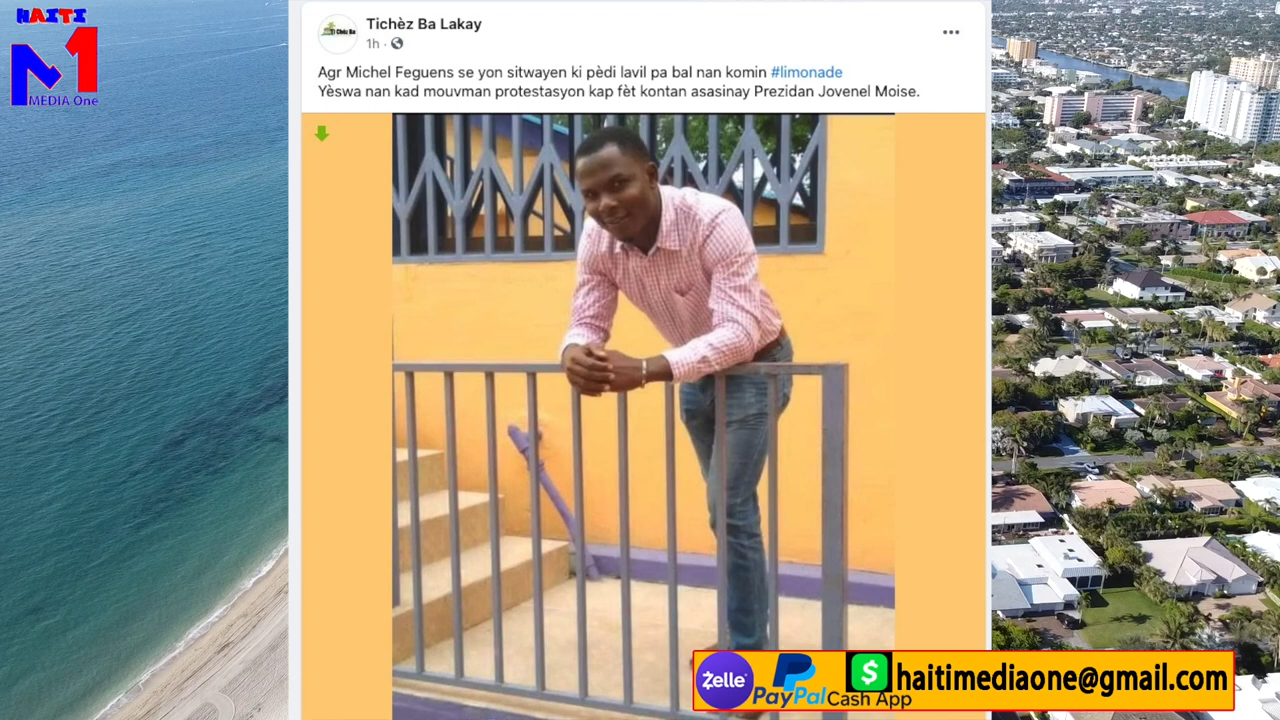 HAITI
M1
MEDIA One
Tichèz Ba Lakay
1h ·
Agr Michel Feguens se yon sitwayen ki pèdi lavil pa bal nan komin #limonade
Yèswa nan kad mouvman protestasyon kap fèt kontan asasinay Prezidan Jovenel Moise.
Zelle
PayPal
$
Cash App
haitimediaone@gmail.com